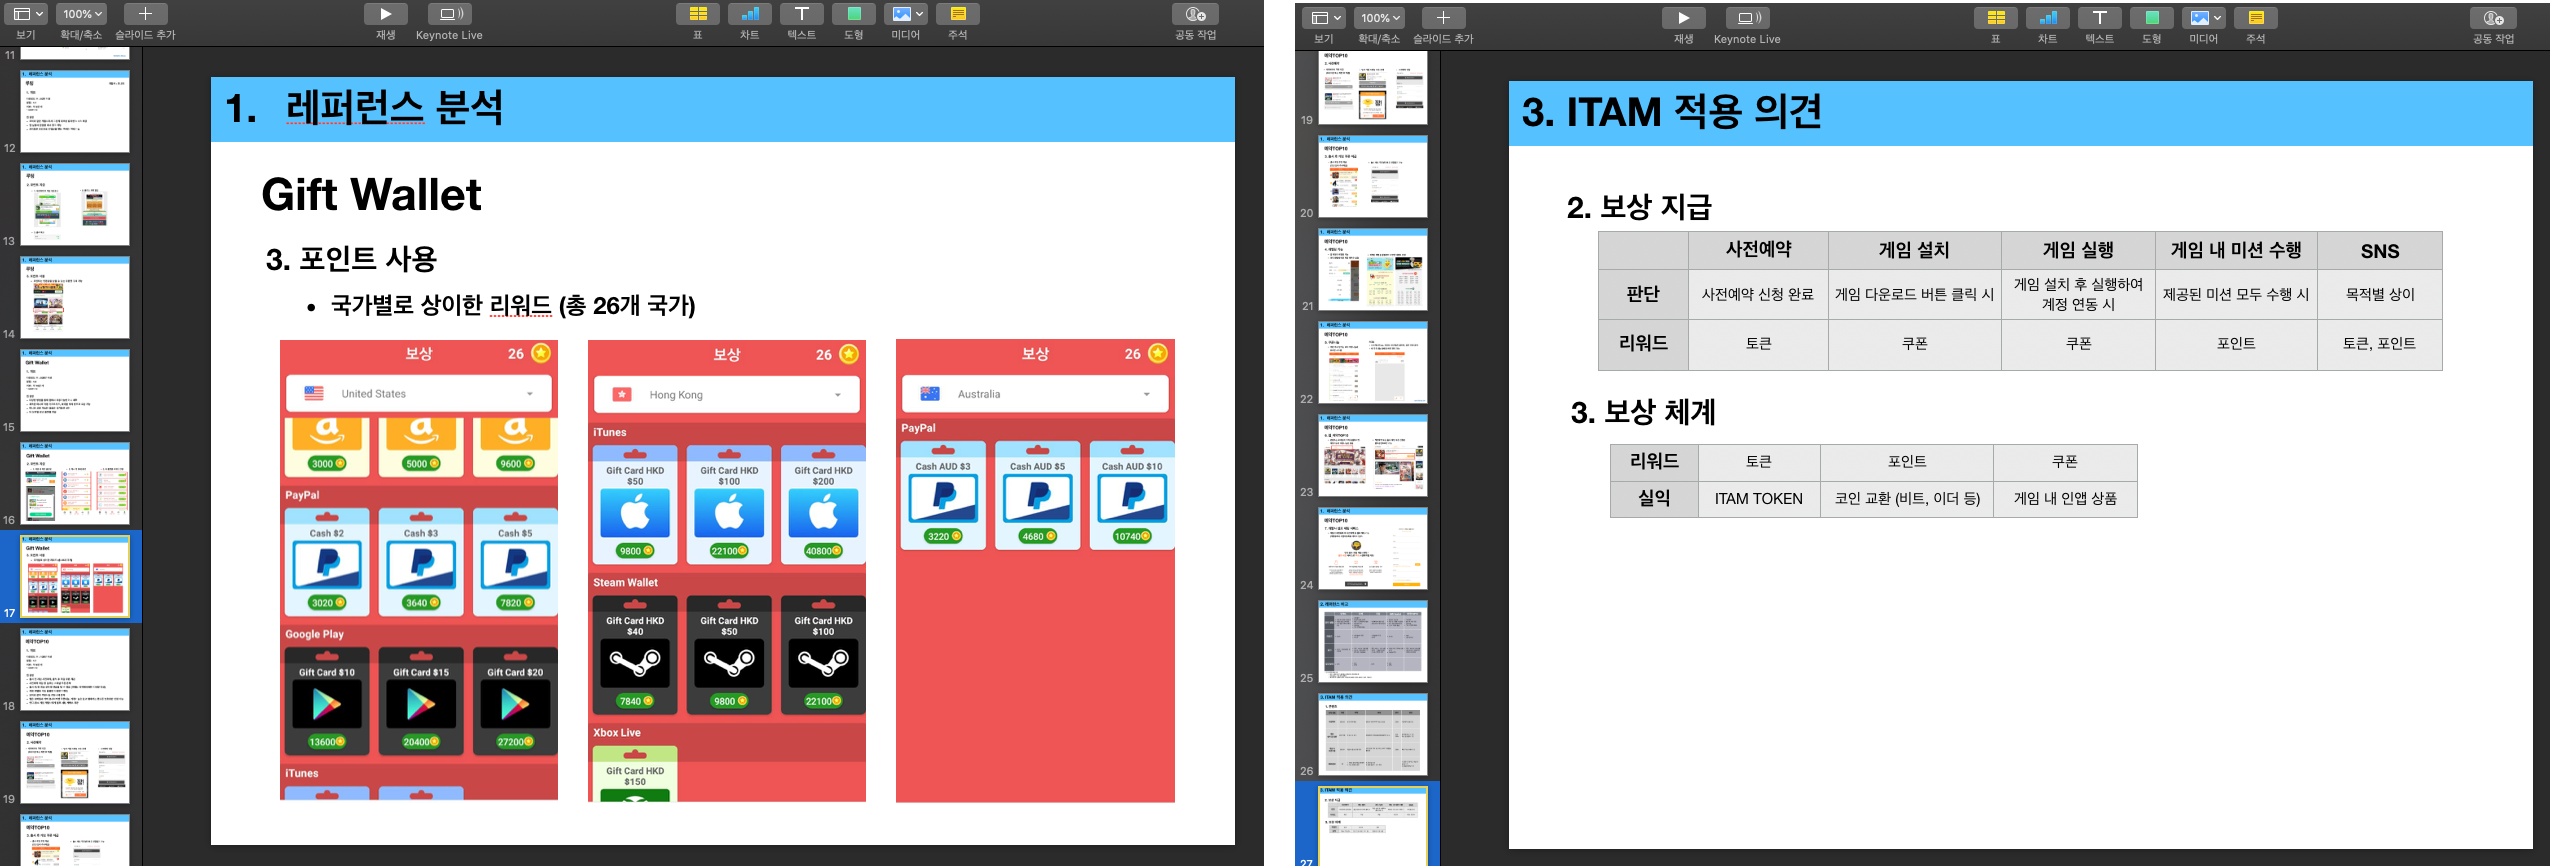 100%
보기
확대/축소
슬라이드 추가
재생
Keynote Live
표
차트
텍스트
도형
미디어
주석
공동 작업
11
12
13
14
15
16
17
18
19
1. 레퍼런스 분석
Gift Wallet
3. 포인트 사용
• 국가별로 상이한 리워드 (총 26개 국가)
보상 26
United States
3000 5000 9600
PayPal
Cash $2 Cash $3 Cash $5
3020 3640 7820
Google Play
Gift Card $10 Gift Card $15 Gift Card $20
13600 20400 27200
iTunes
보상 26
Hong Kong
iTunes
Gift Card HKD $50
Gift Card HKD $100
Gift Card HKD $200
9800 22100 40800
Steam Wallet
Gift Card HKD $40
Gift Card HKD $50
Gift Card HKD $100
7840 9800 22100
Xbox Live
Gift Card HKD $150
보상 26
Australia
PayPal
Cash AUD $3 Cash AUD $5 Cash AUD $10
3220 4680 10740
100%
보기
확대/축소
슬라이드 추가
재생
Keynote Live
표
차트
텍스트
도형
미디어
주석
공동 작업
19
20
21
22
23
24
25
26
27
3. ITAM 적용 의견
2. 보상 지급
사전예약 게임 설치 게임 실행 게임 내 미션 수행 SNS
판단 사전예약 신청 완료 게임 다운로드 버튼 클릭 시 게임 설치 후 실행하여 계정 연동 시 제공된 미션 모두 수행 시 목적별 상이
리워드 토큰 쿠폰 쿠폰 포인트 토큰, 포인트
3. 보상 체계
리워드 토큰 포인트 쿠폰
실익 ITAM TOKEN 코인 교환 (비트, 이더 등) 게임 내 인앱 상품